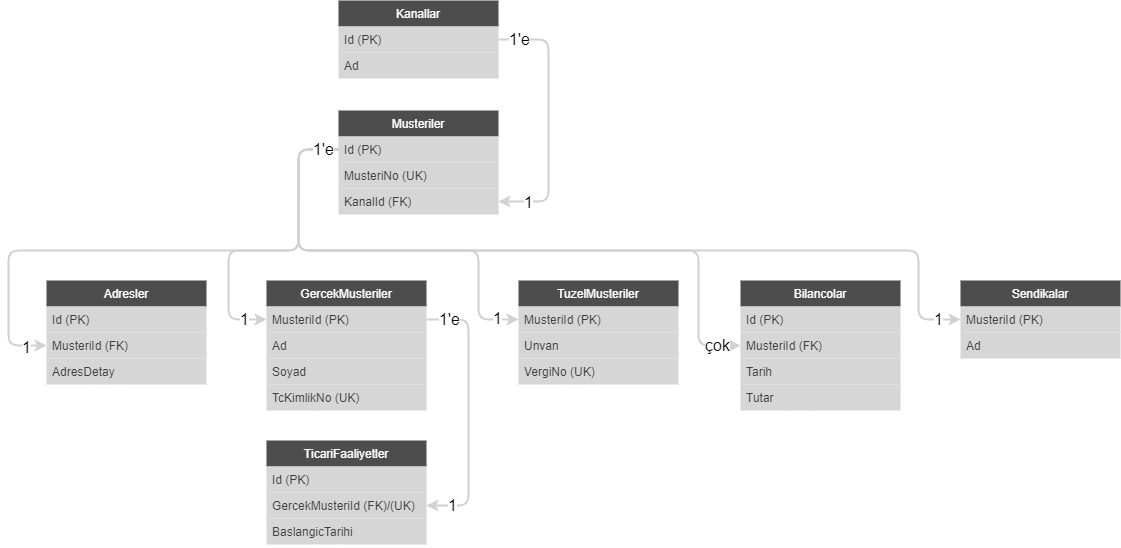 Kanallar
Id (PK)
1'e
Ad
Musteriler
1'e
Id (PK)
MusteriNo (UK)
KanalId (FK)
1
Adresler
Id (PK)
1
MusteriId (FK)
AdresDetay
GercekMusteriler
1
MusteriId (PK)
1'e
Ad
Soyad
TcKimlikNo (UK)
TuzelMusteriler
1
MusteriId (PK)
Unvan
VergiNo (UK)
Bilancolar
Id (PK)
çok
MusteriId (FK)
Tarih
Tutar
Sendikalar
1
MusteriId (PK)
Ad
TicariFaaliyetler
Id (PK)
GercekMusteriId (FK)/(UK)
1
BaslangicTarihi